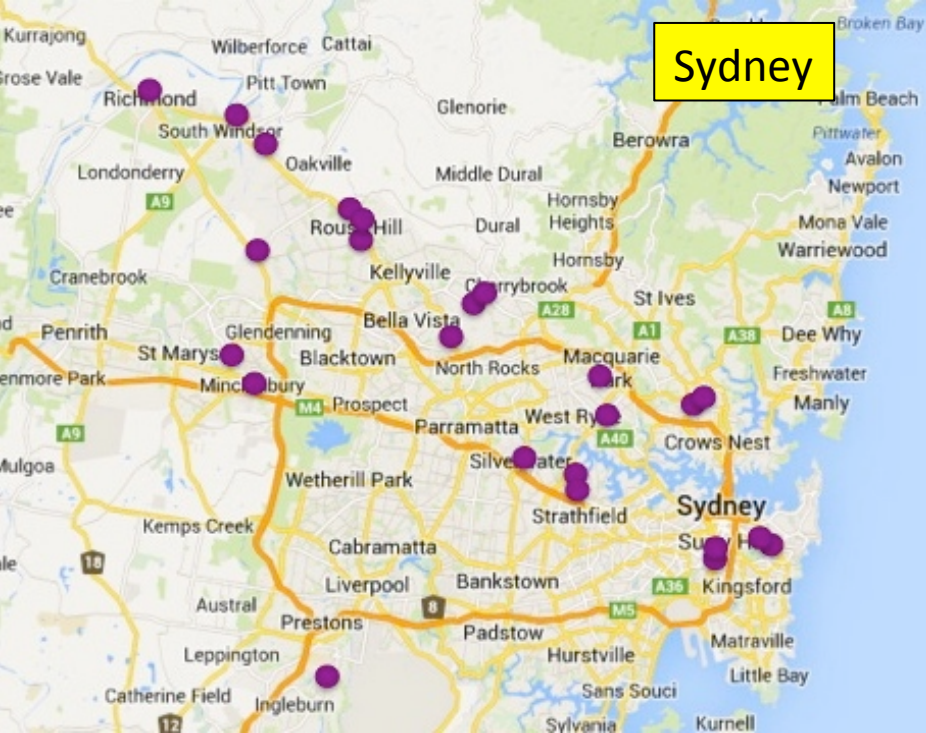 Broken Bay
Kurrajong
Wilberforce
Cattai
Sydney
Grose Vale
Pitt Town
Richmond
Palm Beach
Glenorie
South Windsor
Pittwater
Berowra
Oakville
Avalon
Londonderry
Middle Dural
Newport
A9
Hornsby
Heights
Rouse Hill
Dural
Mona Vale
Warriewood
Hornsby
Cranebrook
Kellyville
Cherrybrook
St Ives
A28
A8
Bella Vista
Penrith
Glendenning
A1
A38
Dee Why
St Marys
Blacktown
Macquarie
Park
North Rocks
Freshwater
Glenmore Park
Minchinbury
M4
Prospect
Manly
West Ryde
Parramatta
A9
A40
Crows Nest
Mulgoa
Silverwater
Wetherill Park
Sydney
Strathfield
Kemps Creek
Surry Hills
Cabramatta
18
Liverpool
Bankstown
A36
Kingsford
Austral
8
M5
Prestons
Padstow
Matraville
Leppington
Hurstville
Little Bay
Catherine Field
Ingleburn
Sans Souci
12
Sylvania
Kurnell